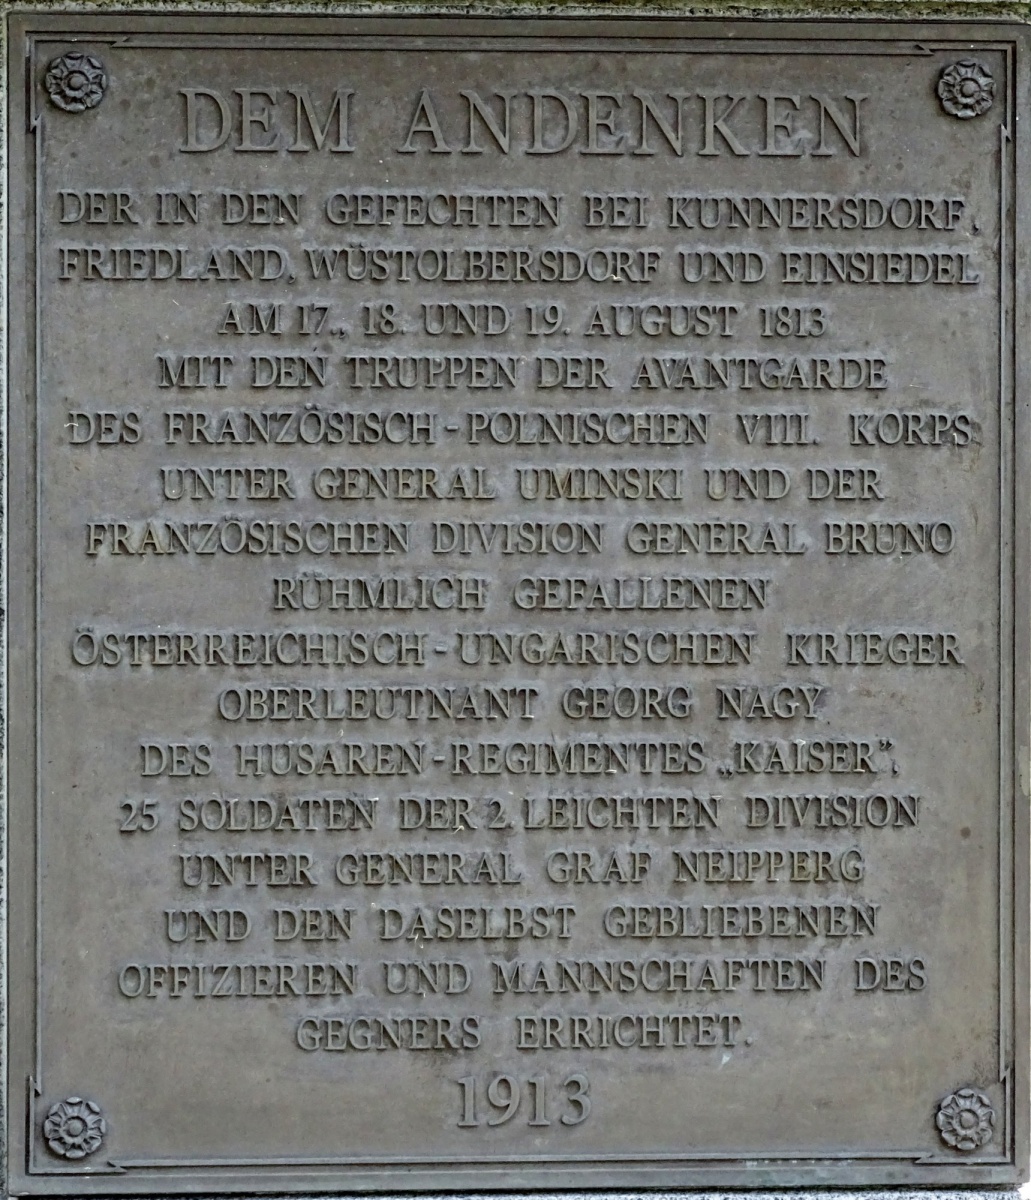 DEM ANDENKEN
DER IN DEN GEFECHTEN BEI KUNNERSDORF,
FRIEDLAND, WÜSTOLBERSDORF UND EINSIEDEL
AM 17., 18. UND 19. AUGUST 1813
MIT DEN TRUPPEN DER AVANTGARDE
DES FRANZÖSISCH-POLNISCHEN VIII. KORPS
UNTER GENERAL UMINSKI UND DER
FRANZÖSISCHEN DIVISION GENERAL BRUNO
RÜHMLICH GEFALLENEN
ÖSTERREICHISCH-UNGARISCHEN KRIEGER
OBERLEUTNANT GEORG NAGY
DES HUSAREN-REGIMENTES „KAISER”,
25 SOLDATEN DER 2. LEICHTEN DIVISION
UNTER GENERAL GRAF NEIPPERG
UND DEN DASELBST GEBLIEBENEN
OFFIZIEREN UND MANNSCHAFTEN DES
GEGNERS ERRICHTET.
1913